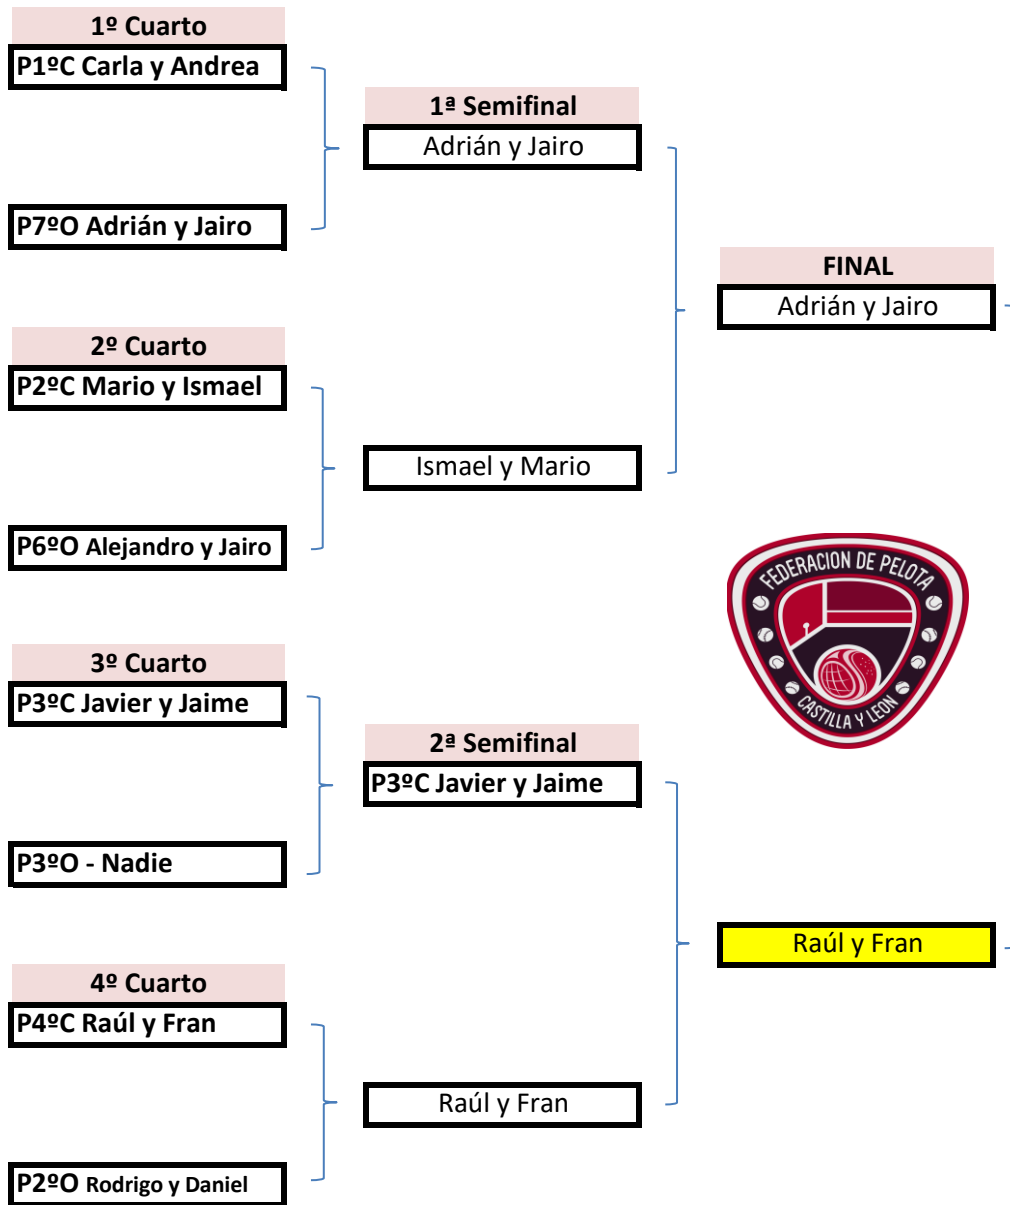 1º Cuarto
P1ºC Carla y Andrea
P7ºO Adrián y Jairo
2º Cuarto
P2ºC Mario y Ismael
P6ºO Alejandro y Jairo
3º Cuarto
P3ºC Javier y Jaime
P3ºO - Nadie
4º Cuarto
P4ºC Raúl y Fran
P2ºO Rodrigo y Daniel
1ª Semifinal
Adrián y Jairo
Ismael y Mario
2ª Semifinal
P3ºC Javier y Jaime
Raúl y Fran
FINAL
Adrián y Jairo
FEDERACION DE PELOTA
CASTILLA Y LEON
Raúl y Fran